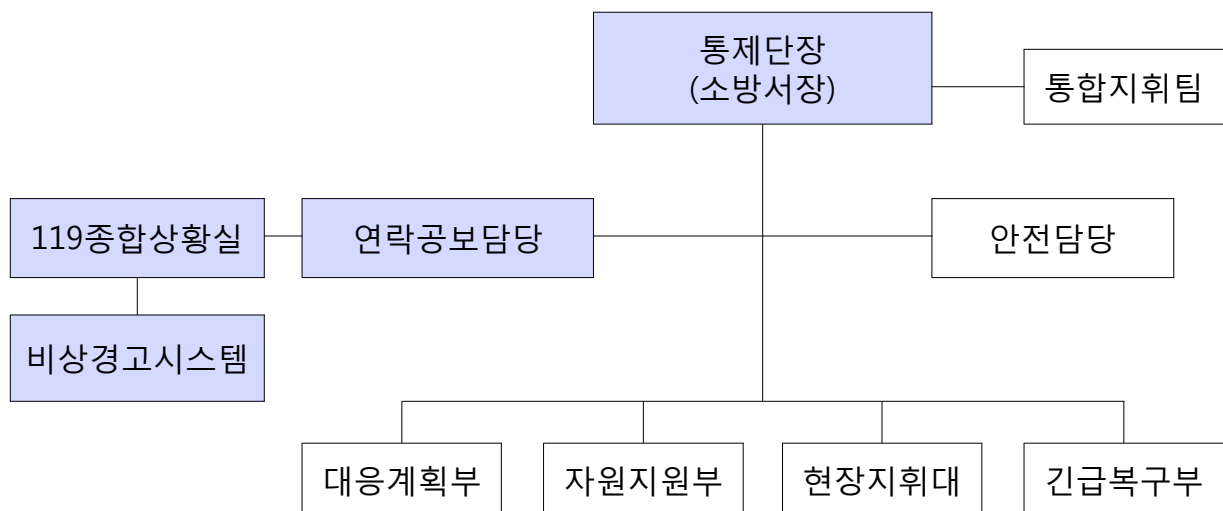 통제단장
(소방서장)
통합지휘팀
119종합상황실
연락공보담당
안전담당
비상경고시스템
대응계획부
자원지원부
현장지휘대
긴급복구부